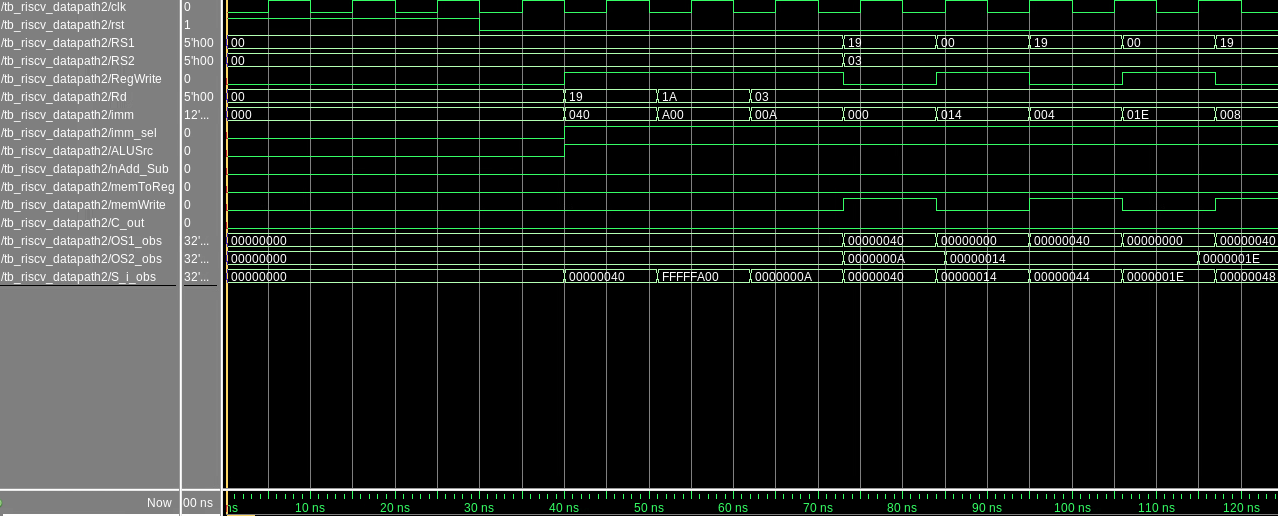 /tb_riscv_datapath2/clk 0
/tb_riscv_datapath2/rst 1
/tb_riscv_datapath2/RS1 5'h00 00 19 00 19 00 19
/tb_riscv_datapath2/RS2 5'h00 00 03
/tb_riscv_datapath2/RegWrite 0
/tb_riscv_datapath2/Rd 5'h00 00 19 1A 03
/tb_riscv_datapath2/imm 12'... 000 040 A00 00A 000 014 004 01E 008
/tb_riscv_datapath2/imm_sel 0
/tb_riscv_datapath2/ALUSrc 0
/tb_riscv_datapath2/nAdd_Sub 0
/tb_riscv_datapath2/memToReg 0
/tb_riscv_datapath2/memWrite 0
/tb_riscv_datapath2/C_out 0
/tb_riscv_datapath2/OS1_obs 32'... 00000000 00000040 00000000 00000040 00000000 00000040
/tb_riscv_datapath2/OS2_obs 32'... 00000000 0000000A 00000014 0000001E
/tb_riscv_datapath2/S_i_obs 32'... 00000000 00000040 FFFFFA00 0000000A 00000040 00000014 00000044 0000001E 00000048
Now 00 ns ns 10 ns 20 ns 30 ns 40 ns 50 ns 60 ns 70 ns 80 ns 90 ns 100 ns 110 ns 120 ns